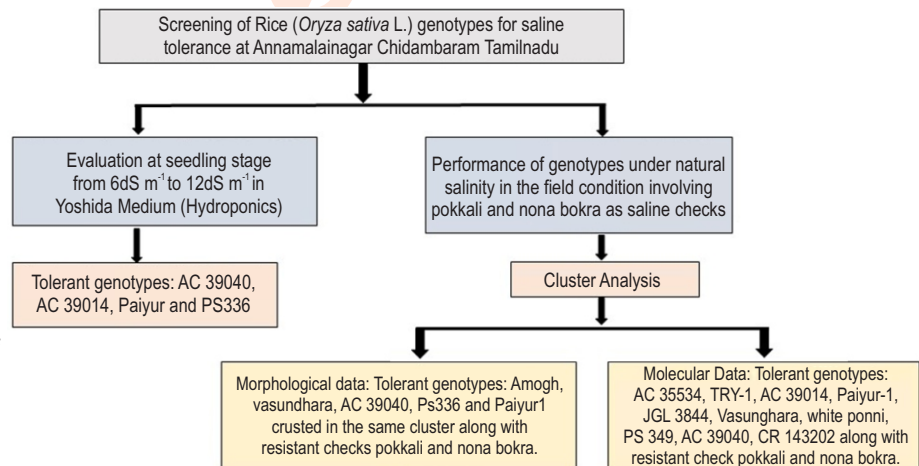 Screening of Rice (Oryza sativa L.) genotypes for saline
tolerance at Annamalainagar Chidambaram Tamilnadu
Evaluation at seedling stage
from 6dS m-1 to 12dS m-1 in
Yoshida Medium (Hydroponics)
Tolerant genotypes: AC 39040,
AC 39014, Paiyur and PS336
Performance of genotypes under natural
salinity in the field condition involving
pokkali and nona bokra as saline checks
Cluster Analysis
Morphological data: Tolerant genotypes: Amogh,
vasundhara, AC 39040, Ps336 and Paiyur1
crusted in the same cluster along with
resistant checks pokkali and nona bokra.
Molecular Data: Tolerant genotypes:
AC 35534, TRY-1, AC 39014, Paiyur-1,
JGL 3844, Vasunghara, white ponni,
PS 349, AC 39040, CR 143202 along with
resistant check pokkali and nona bokra.